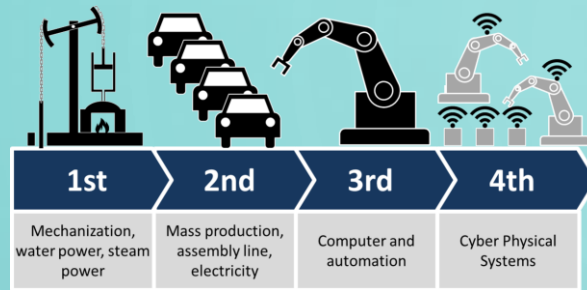 1st
2nd
3rd
4th
Mechanization,
water power, steam
power
Mass production,
assembly line,
electricity
Computer and
automation
Cyber Physical
Systems